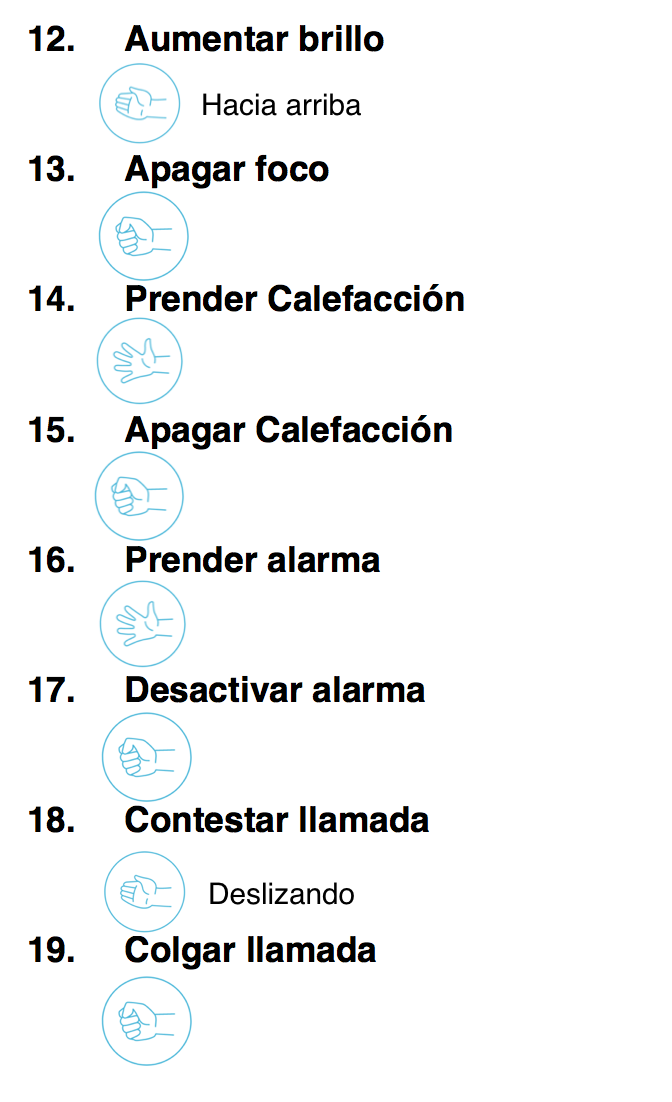 12. Aumentar brillo
Hacia arriba
13. Apagar foco
14. Prender Calefacción
15. Apagar Calefacción
16. Prender alarma
17. Desactivar alarma
18. Contestar llamada
Deslizando
19. Colgar llamada